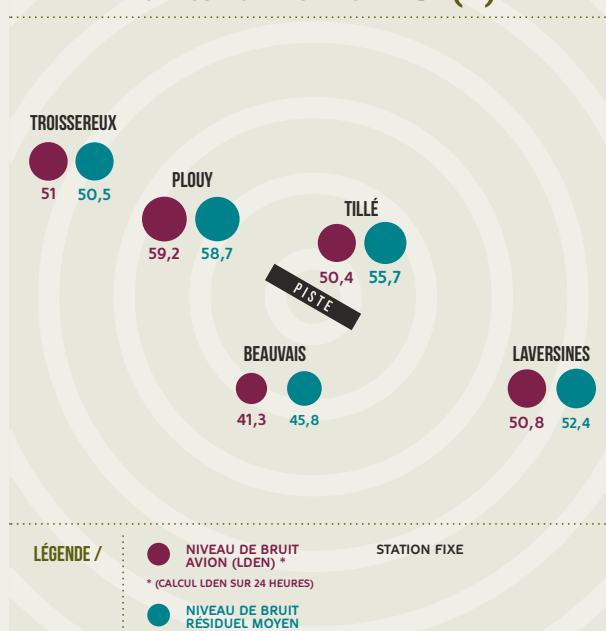 TROISSEREUX
51 50,5
PLOUY
59,2 58,7
TILLÉ
50,4 55,7
PISTE
BEAUVAIS
41,3 45,8
LAVERSINES
50,8 52,4
LÉGENDE /
NIVEAU DE BRUIT
AVION (LDEN) *
* (CALCUL LDEN SUR 24 HEURES)
NIVEAU DE BRUIT
RÉSIDUEL MOYEN
STATION FIXE